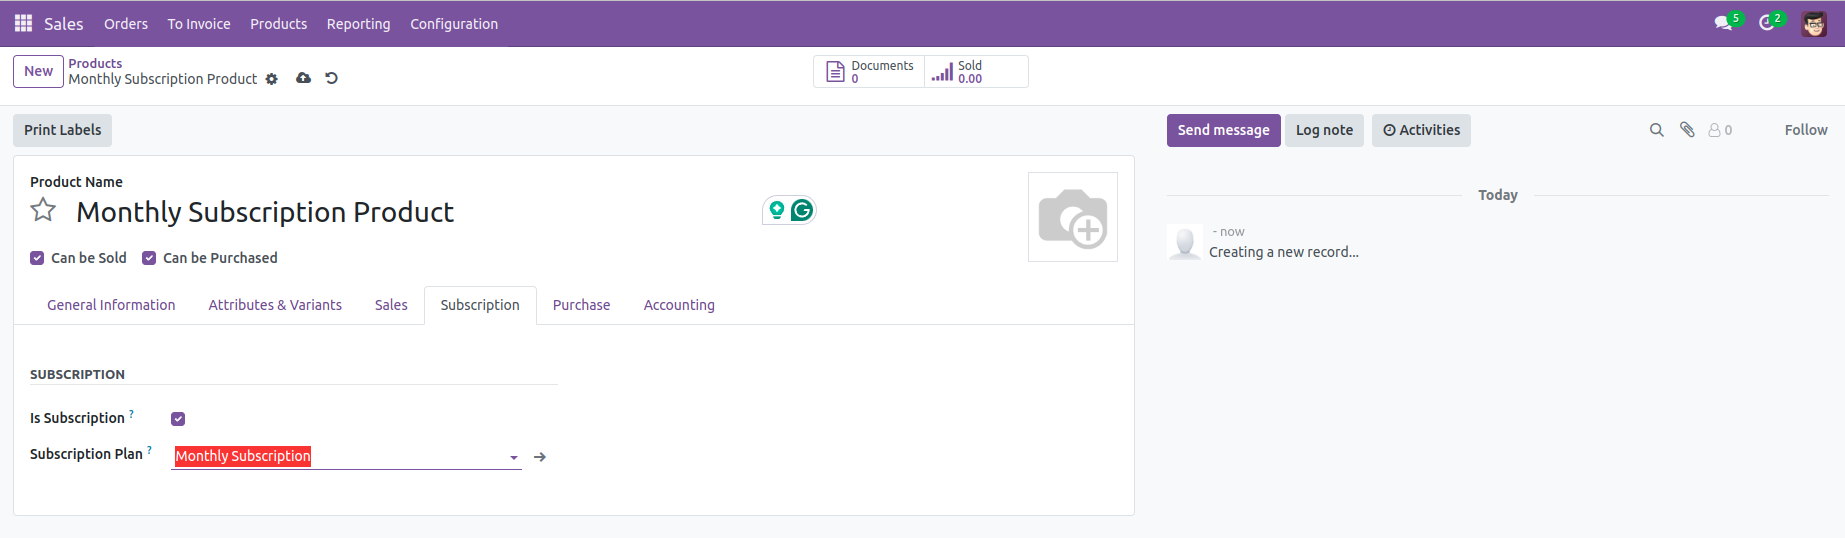 Sales Orders To Invoice Products Reporting Configuration 5 2
New Products
Monthly Subscription Product
Documents
0
Sold
0.00
Print Labels
Send message Log note Activities 0 Follow
Product Name
Monthly Subscription Product
Can be Sold Can be Purchased
General Information Attributes & Variants Sales Subscription Purchase Accounting
SUBSCRIPTION
Is Subscription ?
Subscription Plan ? Monthly Subscription
Today
- now
Creating a new record...